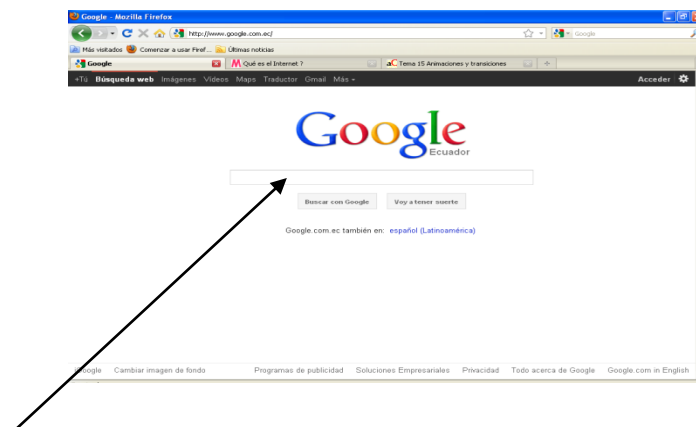 Google - Mozilla Firefox
http://www.google.com.ec/ Google
Más visitados Comenzar a usar Firef... Últimas noticias
Google Qué es el Internet ? aC Tema 15 Animaciones y transiciones
+Tú Búsqueda web Imágenes Vídeos Maps Traductor Gmail Más Acceder
Google
Ecuador
Buscar con Google Voy a tener suerte
Google.com.ec también en: español (Latinoamérica)
iGoogle Cambiar imagen de fondo Programas de publicidad Soluciones Empresariales Privacidad Todo acerca de Google Google.com in English